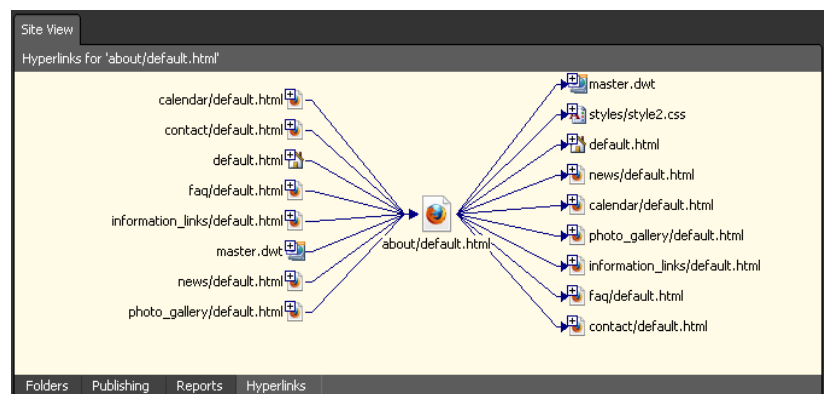 Site View
Hyperlinks for 'about/default.html'
calendar/default.html
contact/default.html
default.html
faq/default.html
information_links/default.html
master.dwt
news/default.html
photo_gallery/default.html
about/default.html
master.dwt
styles/style2.css
default.html
news/default.html
calendar/default.html
photo_gallery/default.html
information_links/default.html
faq/default.html
contact/default.html
Folders Publishing Reports Hyperlinks